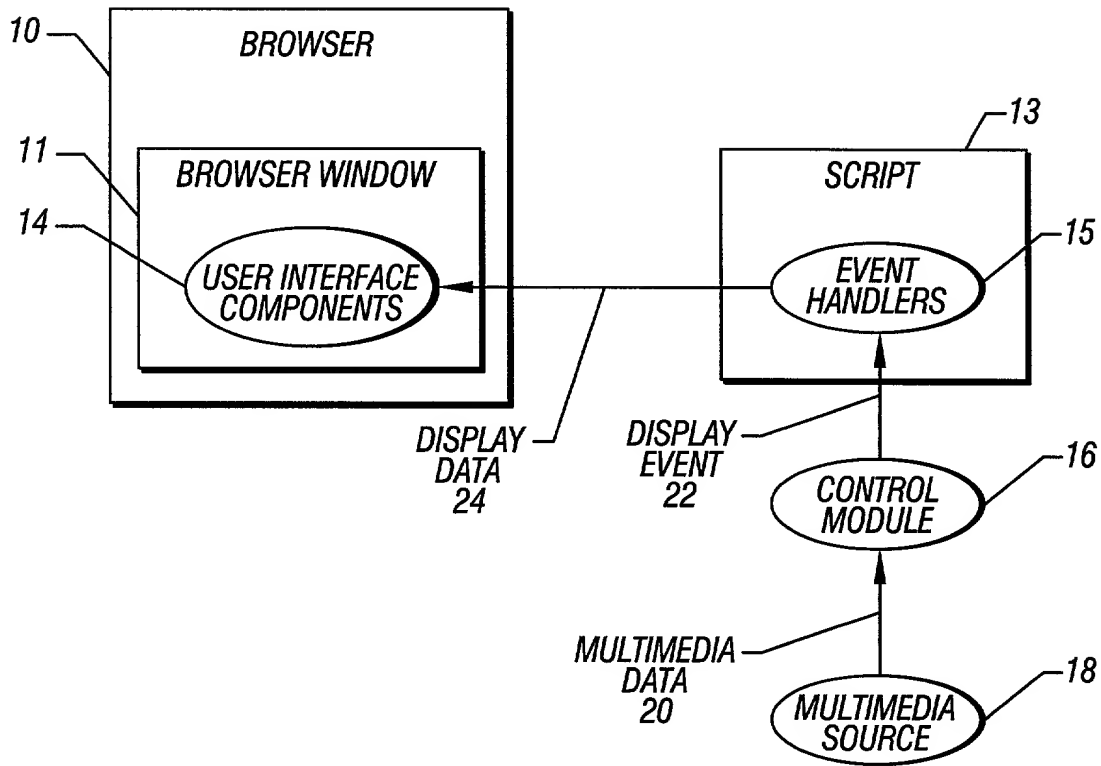 10
BROWSER
11
BROWSER WINDOW
14
USER INTERFACE
COMPONENTS
13
SCRIPT
15
EVENT
HANDLERS
DISPLAY
DATA
24
DISPLAY
EVENT
22
16
CONTROL
MODULE
MULTIMEDIA
DATA
20
18
MULTIMEDIA
SOURCE